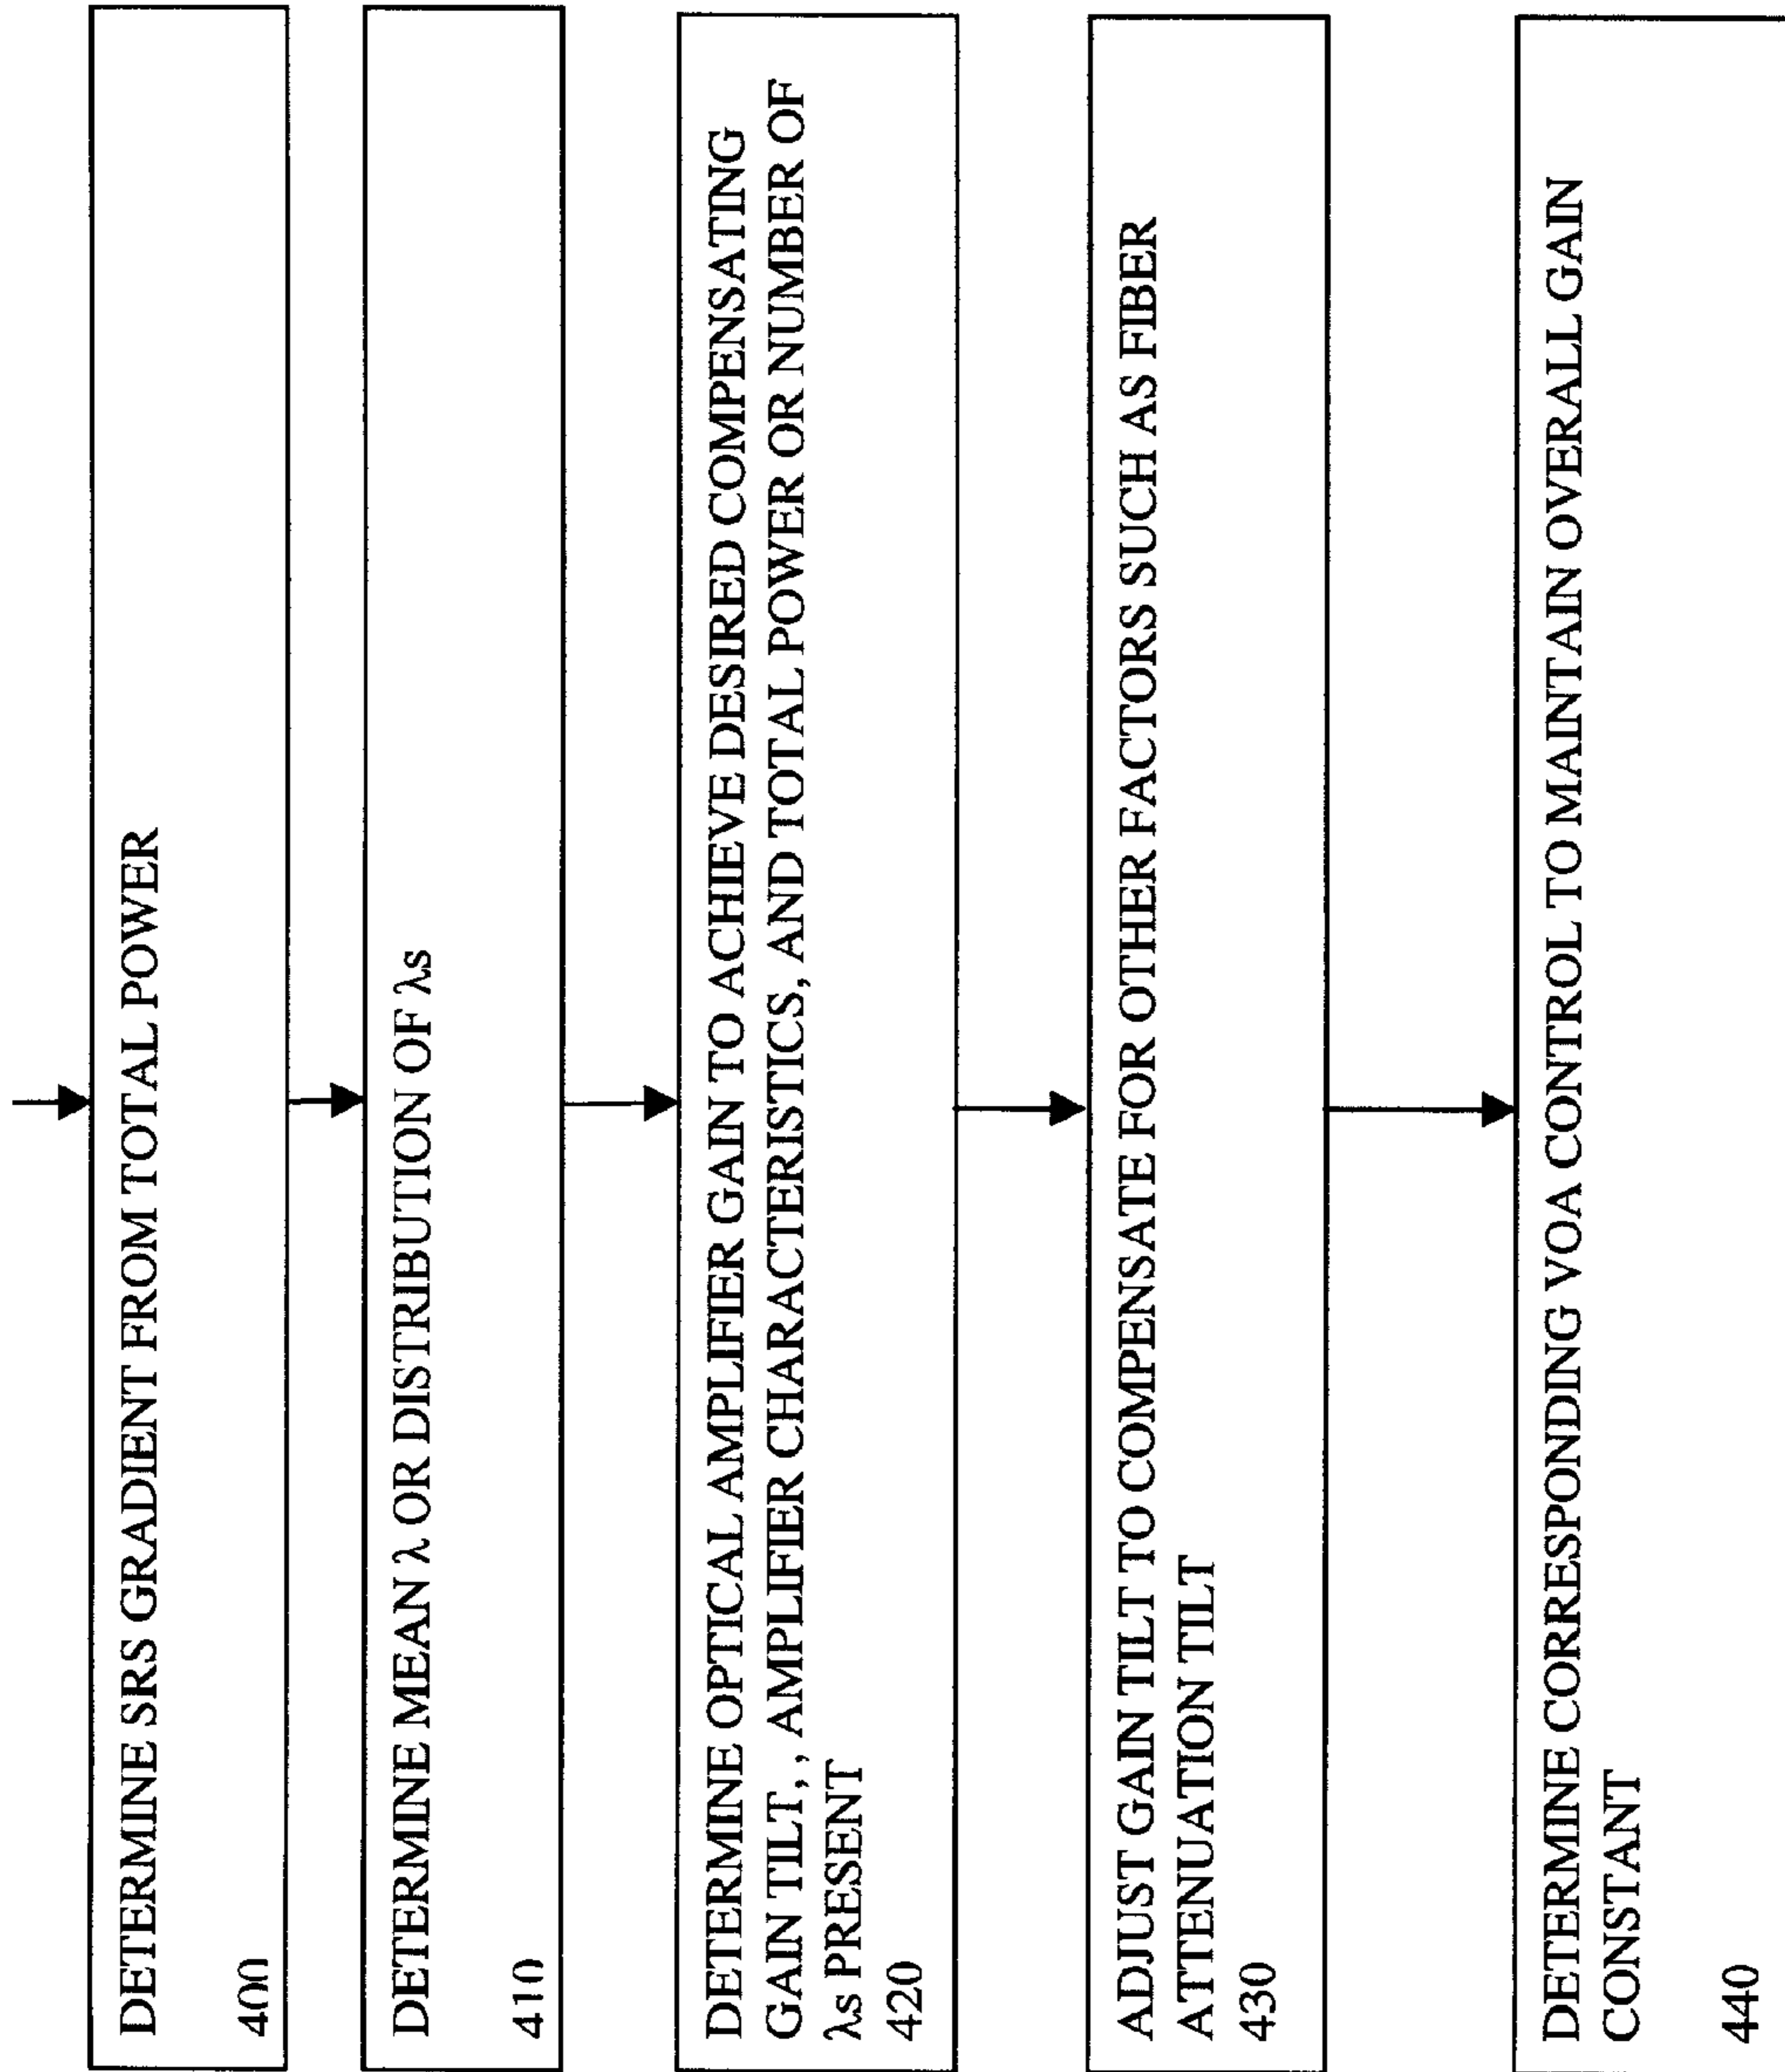 DETERMINE SRS GRADIENT FROM TOTAL POWER
400
DETERMINE MEAN λ OR DISTRIBUTION OF λs
410
DETERMINE OPTICAL AMPLIFIER GAIN TO ACHIEVE DESIRED COMPENSATING
GAIN TILT, , AMPLIFIER CHARACTERISTICS, AND TOTAL POWER OR NUMBER OF
λs PRESENT
420
ADJUST GAIN TILT TO COMPENSATE FOR OTHER FACTORS SUCH AS FIBER
ATTENUATION TILT
430
DETERMINE CORRESPONDING VOA CONTROL TO MAINTAIN OVERALL GAIN
CONSTANT
440